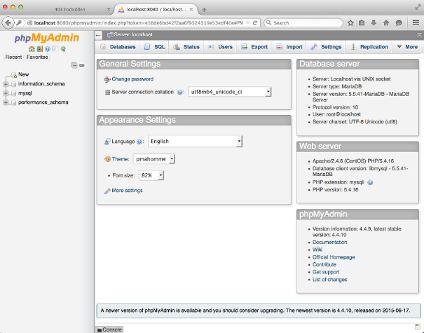 localhost:8080 / localhost...
localhost:8080/phpmyadmin/
Search
phpMyAdmin
Recent Favorites
New
information_schema
mysql
performance_schema
Server: localhost
Databases SQL Status Users Export Import Settings Replication More
General Settings
Change password
Server connection collation : utf8mb4_unicode_ci
Appearance Settings
Language : English
Theme: pmahomme
Font size: 82%
More settings
Database server
Server: Localhost via UNIX socket
Server type: MariaDB
Server version: 5.5.41-MariaDB - MariaDB
Server
Protocol version: 10
User: root@localhost
Server charset: UTF-8 Unicode (utf8)
Web server
Apache/2.4.6 (CentOS) PHP/5.4.16
Database client version: libmysql - 5.5.41-
MariaDB
PHP extension: mysqli
PHP version: 5.4.16
phpMyAdmin
Version information: 4.4.9, latest stable
version: 4.4.10
Documentation
Wiki
Official Homepage
Contribute
Get support
List of changes
A newer version of phpMyAdmin is available and you should consider upgrading. The newest version is 4.4.10, released on 2015-06-17.
Console